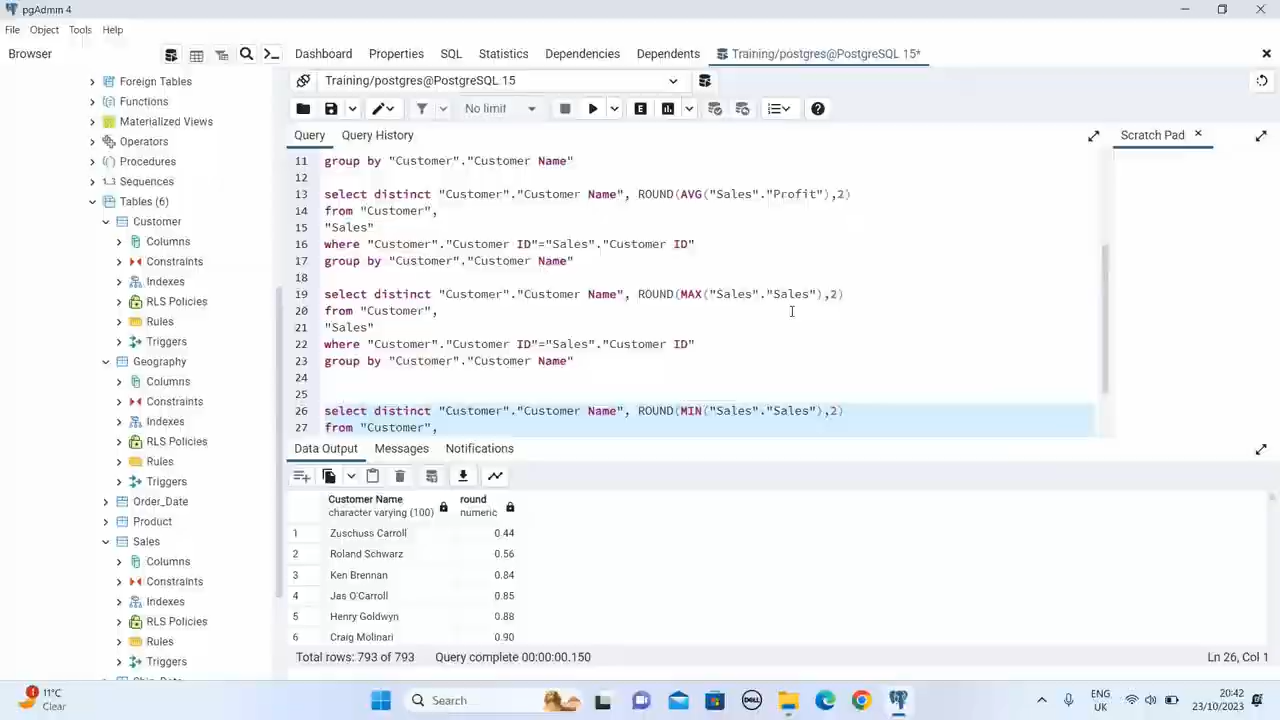 pgAdmin 4
File Object Tools Help
Browser
Dashboard Properties SQL Statistics Dependencies Dependents Training/postgres@PostgreSQL 15*
Training/postgres@PostgreSQL 15
No limit
Query Query History
Scratch Pad
Foreign Tables
Functions
Materialized Views
Operators
Procedures
Sequences
Tables (6)
Customer
Columns
Constraints
Indexes
RLS Policies
Rules
Triggers
Geography
Columns
Constraints
Indexes
RLS Policies
Rules
Triggers
Order_Date
Product
Sales
Columns
Constraints
Indexes
RLS Policies
Rules
Triggers
11 group by "Customer"."Customer Name"
12
13 select distinct "Customer"."Customer Name", ROUND(AVG("Sales"."Profit"),2)
14 from "Customer",
15 "Sales"
16 where "Customer"."Customer ID"="Sales"."Customer ID"
17 group by "Customer"."Customer Name"
18
19 select distinct "Customer"."Customer Name", ROUND(MAX("Sales"."Sales"),2)
20 from "Customer",
21 "Sales"
22 where "Customer"."Customer ID"="Sales"."Customer ID"
23 group by "Customer"."Customer Name"
24
25
26 select distinct "Customer"."Customer Name", ROUND(MIN("Sales"."Sales"),2)
27 from "Customer",
Data Output Messages Notifications
Customer Name round
character varying (100) numeric
1 Zuschuss Carroll 0.44
2 Roland Schwarz 0.56
3 Ken Brennan 0.84
4 Jas O'Carroll 0.85
5 Henry Goldwyn 0.88
6 Craig Molinari 0.90
Total rows: 793 of 793 Query complete 00:00:00.150 Ln 26, Col 1
11°C
Clear
Search
DELL
ENG
UK
20:42
23/10/2023